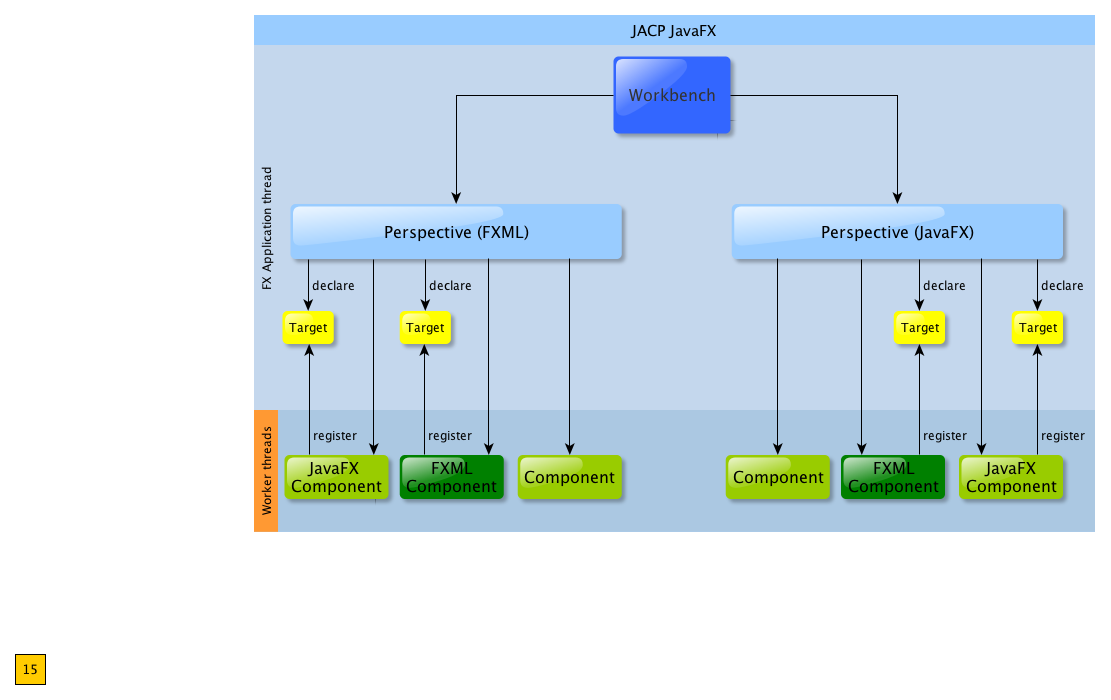 JACP JavaFX
Workbench
FX Application thread
Perspective (FXML)
Perspective (JavaFX)
declare
declare
declare
declare
Target
Target
Target
Target
register
register
register
register
Worker threads
JavaFX
Component
FXML
Component
Component
Component
FXML
Component
JavaFX
Component
15